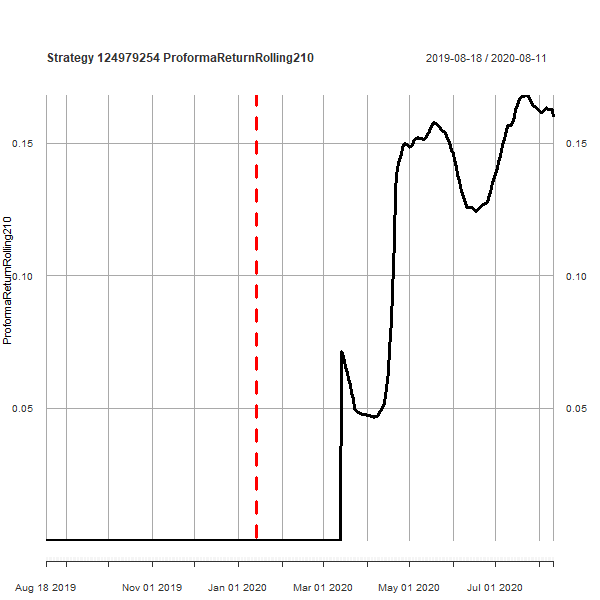 Strategy 124979254 ProformaReturnRolling210
2019-08-18 / 2020-08-11
ProformaReturnRolling210
0.15
0.15
0.10
0.10
0.05
0.05
Aug 18 2019
Nov 01 2019
Jan 01 2020
Mar 01 2020
May 01 2020
Jul 01 2020